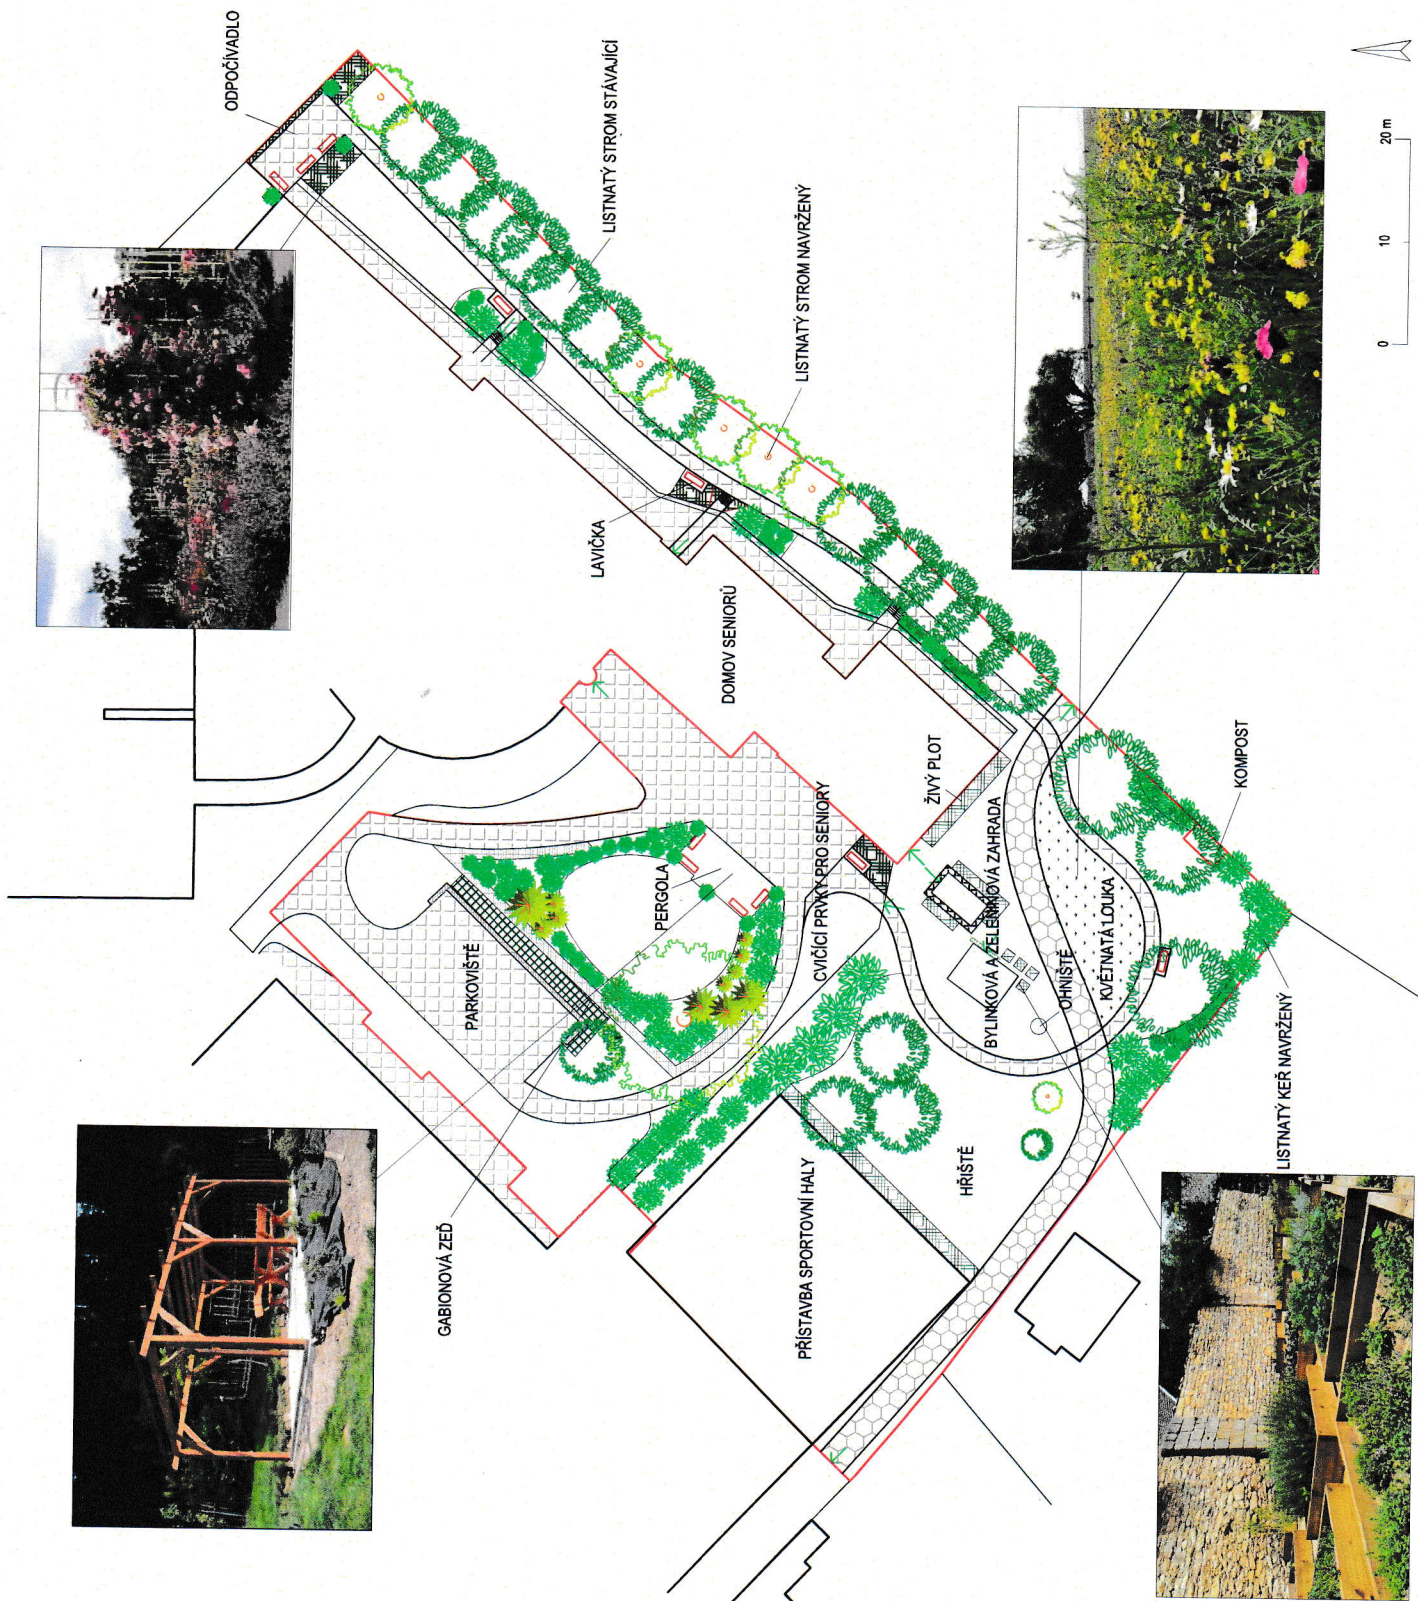 ODPOČÍVADLO
LISTNATÝ STROM STÁVAJÍCÍ
LISTNATÝ STROM NAVRŽENÝ
LAVIČKA
DOMOV SENIORŮ
ŽIVÝ PLOT
KOMPOST
PERGOLA
CVIČÍCÍ PRVKY PRO SENIORY
PARKOVIŠTĚ
BYLINKOVÁ A ZELENINOVÁ ZAHRADA
OHNIŠTĚ
KVĚTNATÁ LOUKA
GABIONOVÁ ZEĎ
PŘÍSTAVBA SPORTOVNÍ HALY
HŘIŠTĚ
LISTNATÝ KEŘ NAVRŽENÝ
0 10 20 m